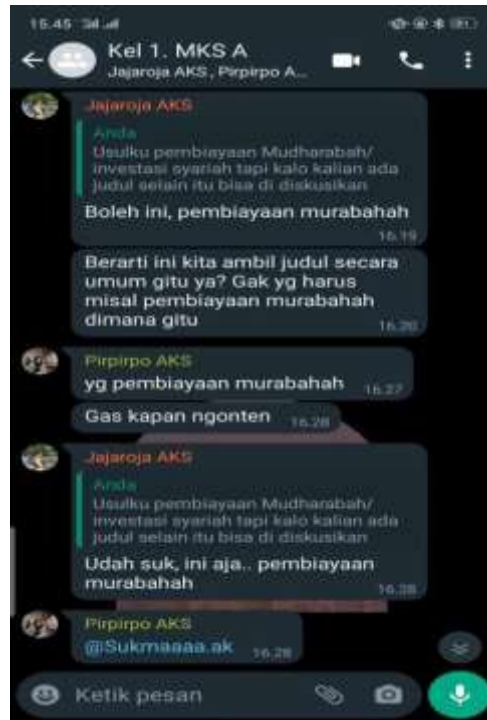 15.45
Kel 1. MKS A
Jajaroja AKS, Pirpirpo A...
Jajaroja AKS
Anda
Usulku pembiayaan Mudharabah/
investasi syariah tapi kalo kalian ada
judul selain itu bisa di diskusikan
Boleh ini, pembiayaan murabahah
16.19
Berarti ini kita ambil judul secara
umum gitu ya? Gak yg harus
misal pembiayaan murabahah
dimana gitu
16.20
Pirpirpo AKS
yg pembiayaan murabahah
16.27
Gas kapan ngonten
16.28
Jajaroja AKS
Anda
Usulku pembiayaan Mudharabah/
investasi syariah tapi kalo kalian ada
judul selain itu bisa di diskusikan
Udah suk, ini aja.. pembiayaan
murabahah
16.28
Pirpirpo AKS
@Sukmaaaa.ak
16.28
Ketik pesan